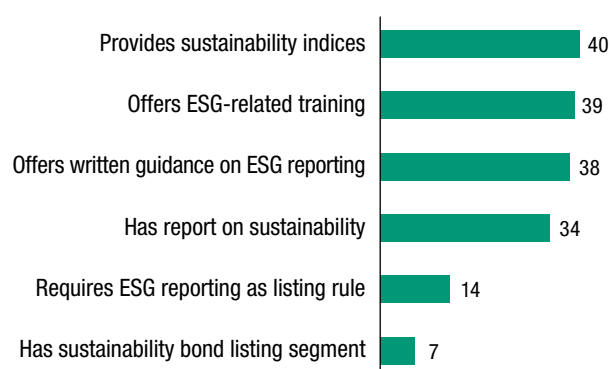 Provides sustainability indices 40
Offers ESG-related training 39
Offers written guidance on ESG reporting 38
Has report on sustainability 34
Requires ESG reporting as listing rule 14
Has sustainability bond listing segment 7